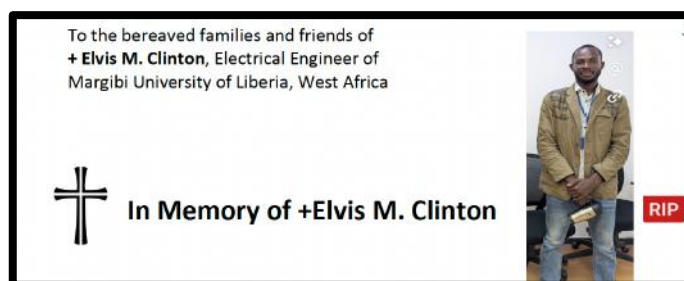 To the bereaved families and friends of
+ Elvis M. Clinton, Electrical Engineer of
Margibi University of Liberia, West Africa
In Memory of +Elvis M. Clinton
RIP